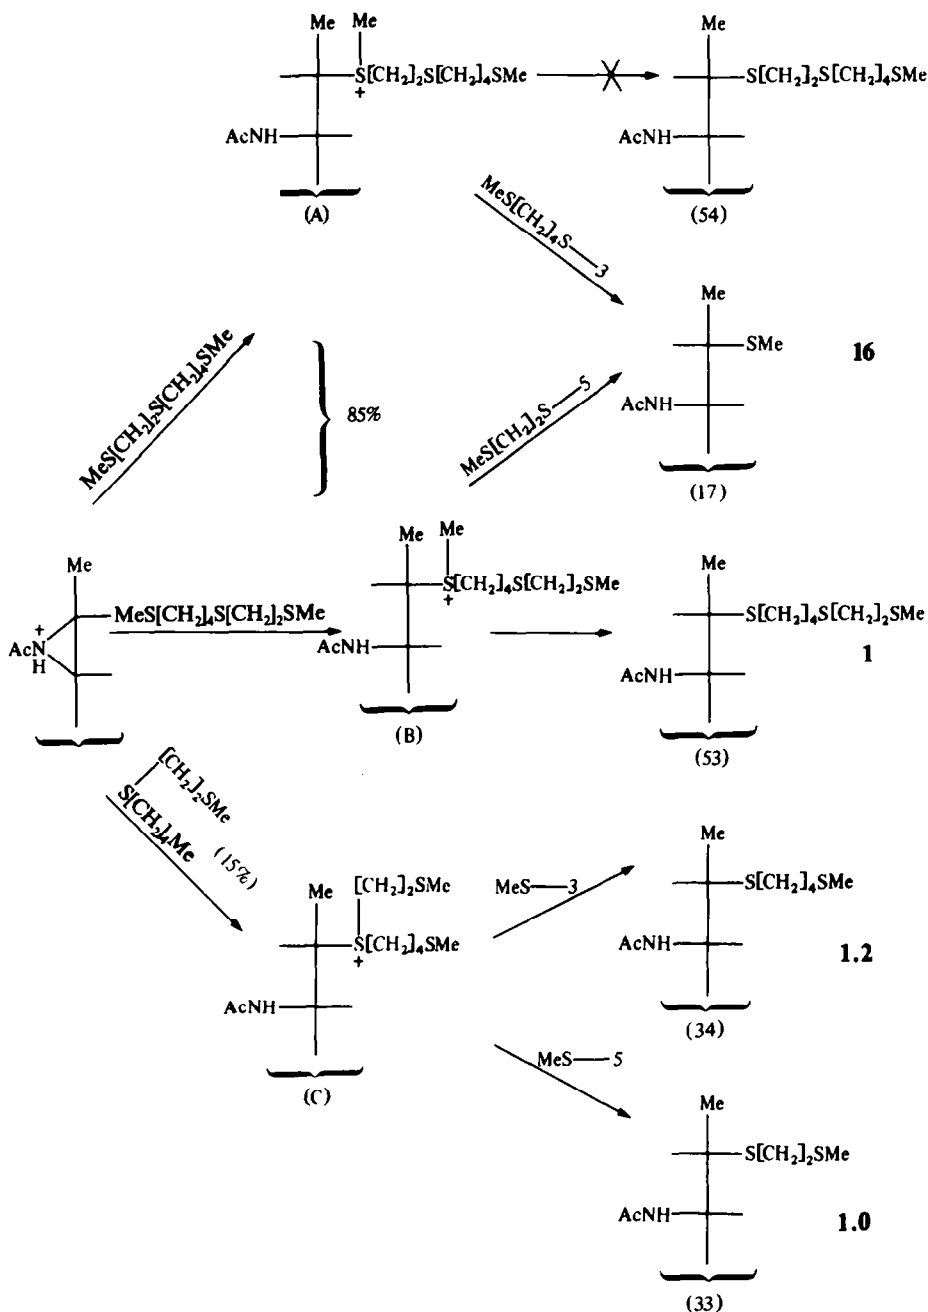 Me Me Me
S[CH₂]₂S[CH₂]₄SMe S[CH₂]₂S[CH₂]₄SMe
+
AcNH AcNH
(A) (54)
MeS[CH₂]₄S—3
Me
SMe 16
AcNH
(17)
MeS[CH₂]₂S[CH₂]₄SMe
85%
MeS[CH₂]₂S—5
Me Me Me Me
MeS[CH₂]₄S[CH₂]₂SMe S[CH₂]₄S[CH₂]₂SMe S[CH₂]₄S[CH₂]₂SMe
+ +
AcN AcNH AcNH 1
H
(B) (53)
[CH₂]₂SMe
S[CH₂]₄Me (15%)
Me [CH₂]₂SMe MeS—3 Me
S[CH₂]₄SMe S[CH₂]₄SMe
+
AcNH AcNH 1.2
(C) (34)
MeS—5
Me
S[CH₂]₂SMe
AcNH 1.0
(33)